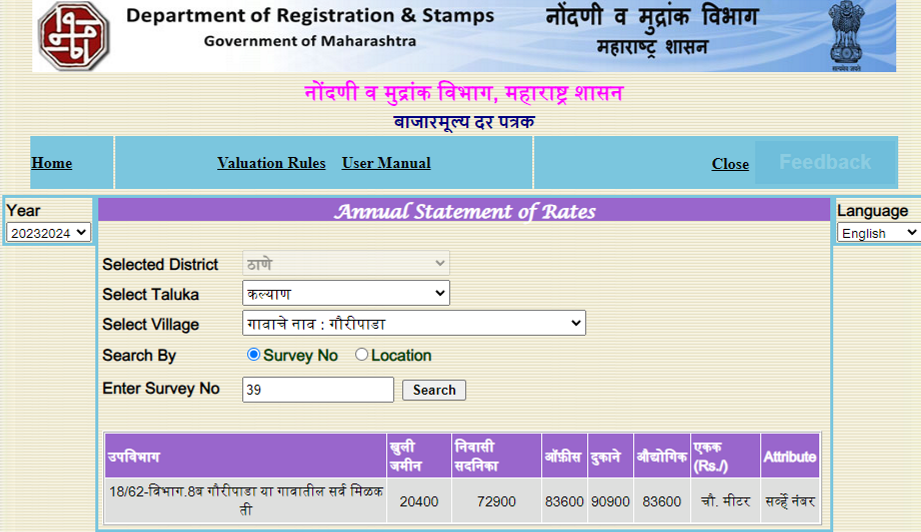 Department of Registration & Stamps
Government of Maharashtra
नोंदणी व मुद्रांक विभाग
महाराष्ट्र शासन
नोंदणी व मुद्रांक विभाग, महाराष्ट्र शासन
बाजारमूल्य दर पत्रक
Home Valuation Rules User Manual Close Feedback
Year Annual Statement of Rates Language
20232024 English
Selected District ठाणे
Select Taluka कल्याण
Select Village गावाचे नाव : गौरीपाडा
Search By Survey No Location
Enter Survey No 39 Search
उपविभाग खुली जमीन निवासी सदनिका ऑफ़ीस दुकाने औद्योगिक एकक (Rs./) Attribute
18/62-विभाग.8ब गौरीपाडा या गावातील सर्व मिळक
ती 20400 72900 83600 90900 83600 चौ. मीटर सर्व्हे नंबर